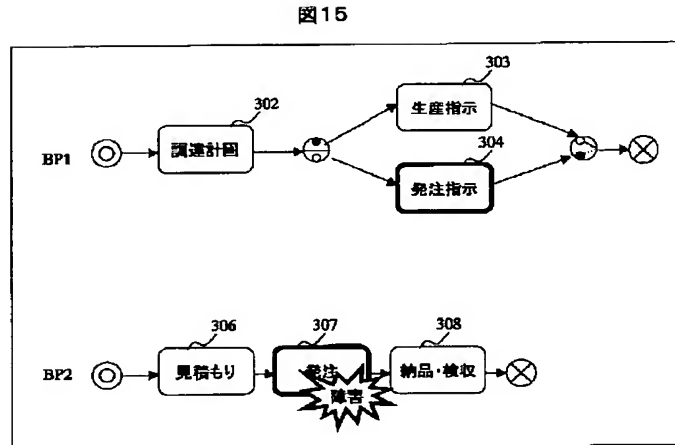 図15
303
302
生産指示
304
BP1
調達計画
発注指示
306
307
308
BP2
見積もり
発注
納品・検収
障害